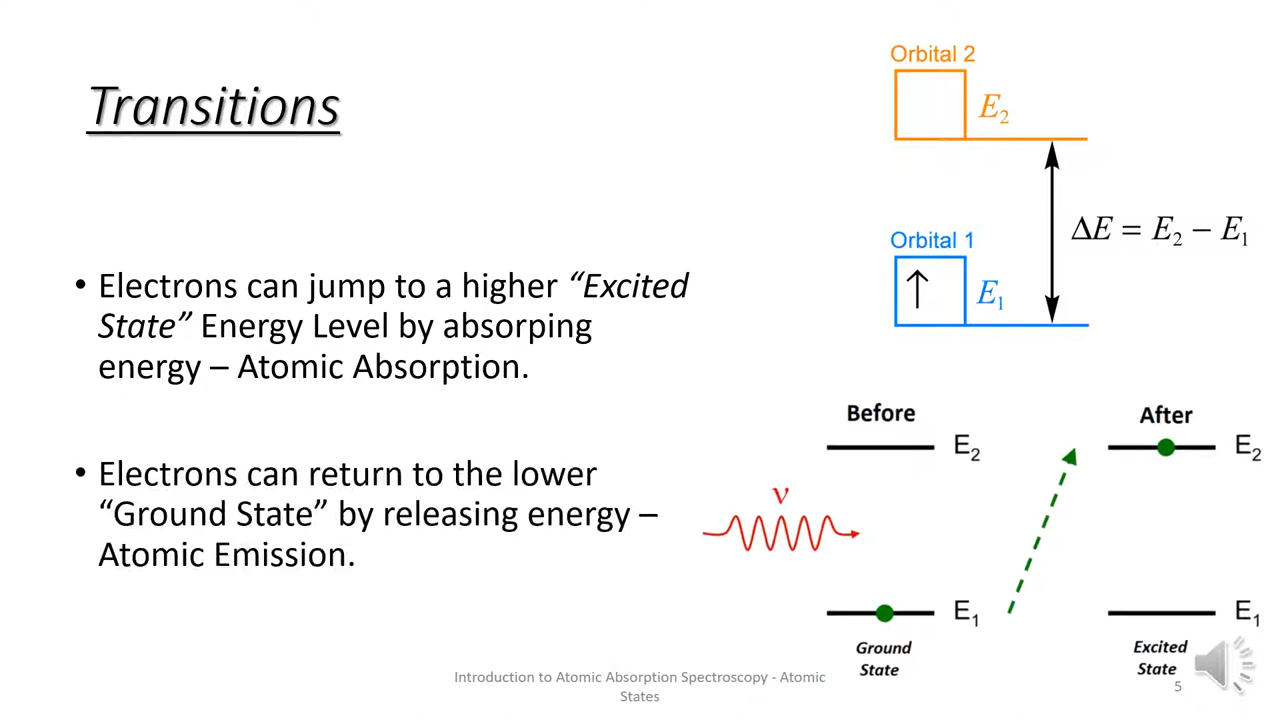 Transitions
• Electrons can jump to a higher “Excited
State” Energy Level by absorping
energy – Atomic Absorption.
• Electrons can return to the lower
“Ground State” by releasing energy –
Atomic Emission.
Orbital 2
E₂
ΔE = E₂ − E₁
Orbital 1
↑
E₁
Before
After
E₂
E₂
ν
E₁
E₁
Ground
State
Excited
State
Introduction to Atomic Absorption Spectroscopy - Atomic
States
5